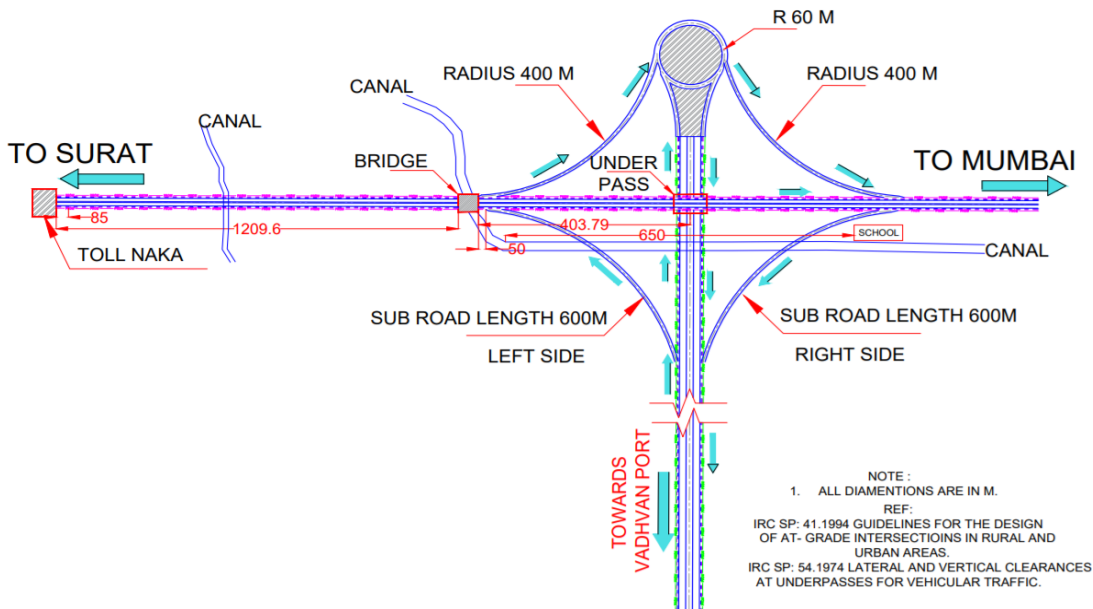 R 60 M
RADIUS 400 M
RADIUS 400 M
CANAL
CANAL
TO SURAT
BRIDGE
UNDER
PASS
TO MUMBAI
85
1209.6
403.79
650
SCHOOL
50
CANAL
TOLL NAKA
SUB ROAD LENGTH 600M
LEFT SIDE
SUB ROAD LENGTH 600M
RIGHT SIDE
TOWARDS
VADHVAN PORT
NOTE :
1. ALL DIAMENTIONS ARE IN M.
REF:
IRC SP: 41.1994 GUIDELINES FOR THE DESIGN
OF AT- GRADE INTERSECTIOINS IN RURAL AND
URBAN AREAS.
IRC SP: 54.1974 LATERAL AND VERTICAL CLEARANCES
AT UNDERPASSES FOR VEHICULAR TRAFFIC.